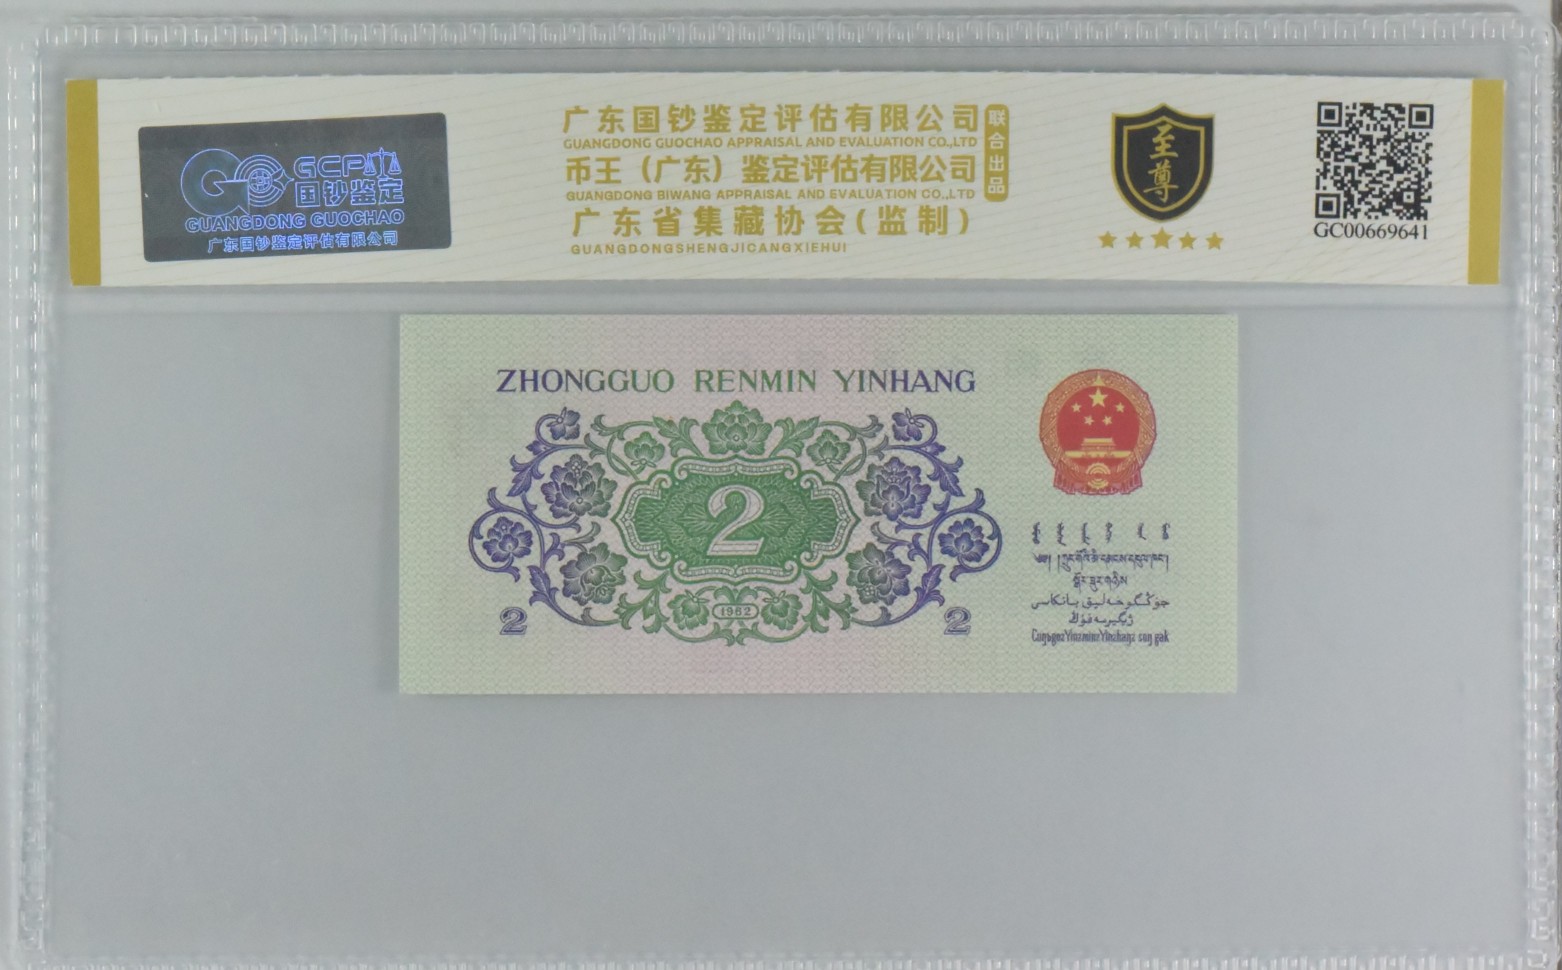 GCP
国钞鉴定
GUANGDONG GUOCHAO
广东国钞鉴定评估有限公司
广东国钞鉴定评估有限公司
GUANGDONG GUOCHAO APPRAISAL AND EVALUATION CO.,LTD
币王（广东）鉴定评估有限公司
GUANGDONG BIWANG APPRAISAL AND EVALUATION CO.,LTD
广东省集藏协会(监制)
GUANGDONGSHENGJICANGXIEHUI
联合出品
至尊
GC00669641
ZHONGGUO RENMIN YINHANG
2
1962
2
2
جۇڭگوخەلىق بانكاسى
Cuŋƅgoz Yinzminz Yinzhangz